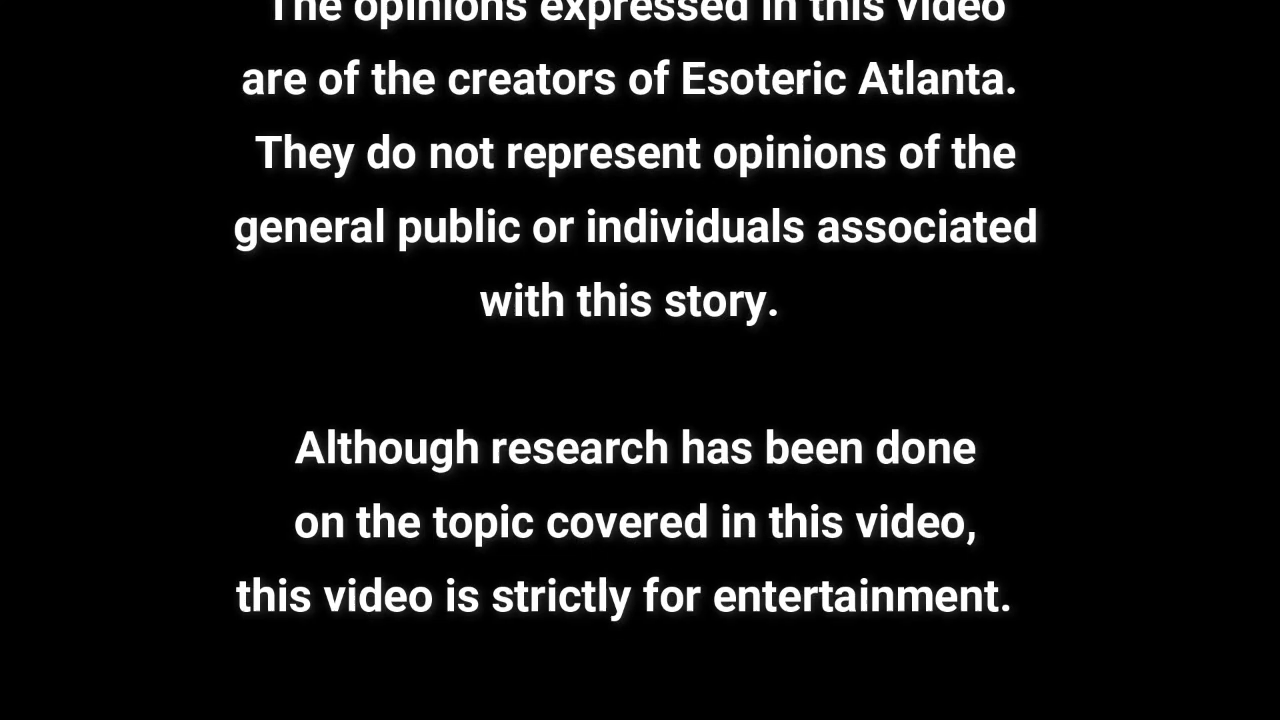 The opinions expressed in this video
are of the creators of Esoteric Atlanta.
They do not represent opinions of the
general public or individuals associated
with this story.
Although research has been done
on the topic covered in this video,
this video is strictly for entertainment.